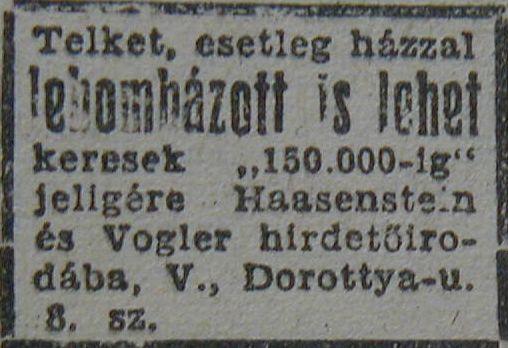 Telket, esetleg házzal
lebombázott is lehet
keresek „150.000-ig“
jeligére Haasenstein
és Vogler hirdetőiro-
dába, V., Dorottya-u.
8. sz.